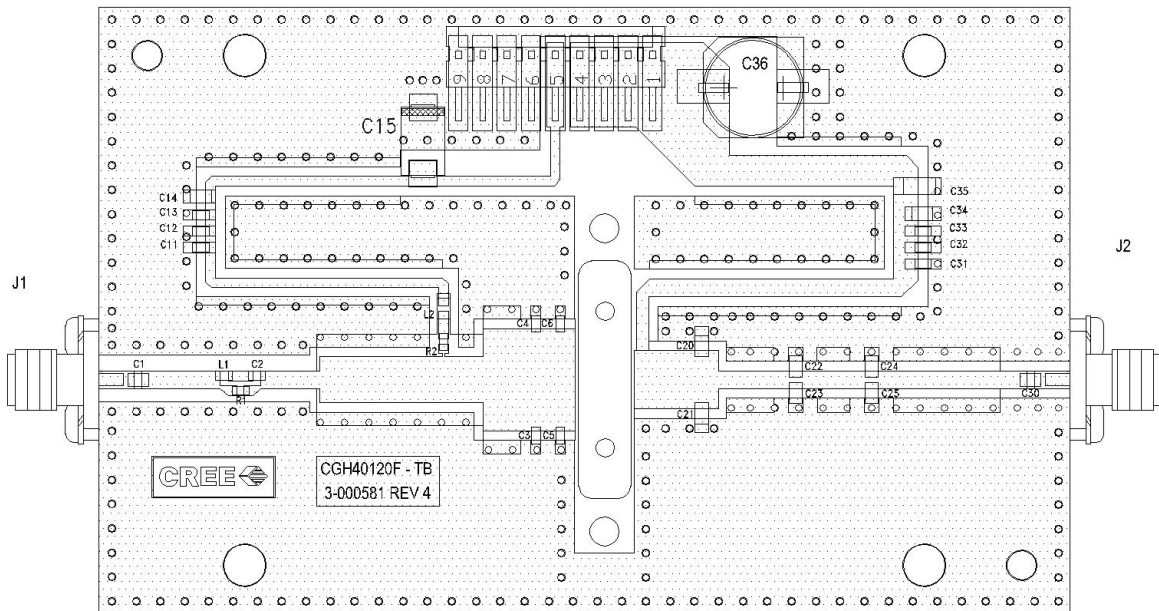 C36
9 8 7 6 5 4 3 2 1
C15
C14
C13
C12
C11
C35
C34
C33
C32
C31
J1
J2
L2
R2
C4 C6
C20
C1
L1 C2
R1
C22 C24
C23 C25
C30
C21
C3 C5
CREE
CGH40120F - TB
3-000581 REV 4